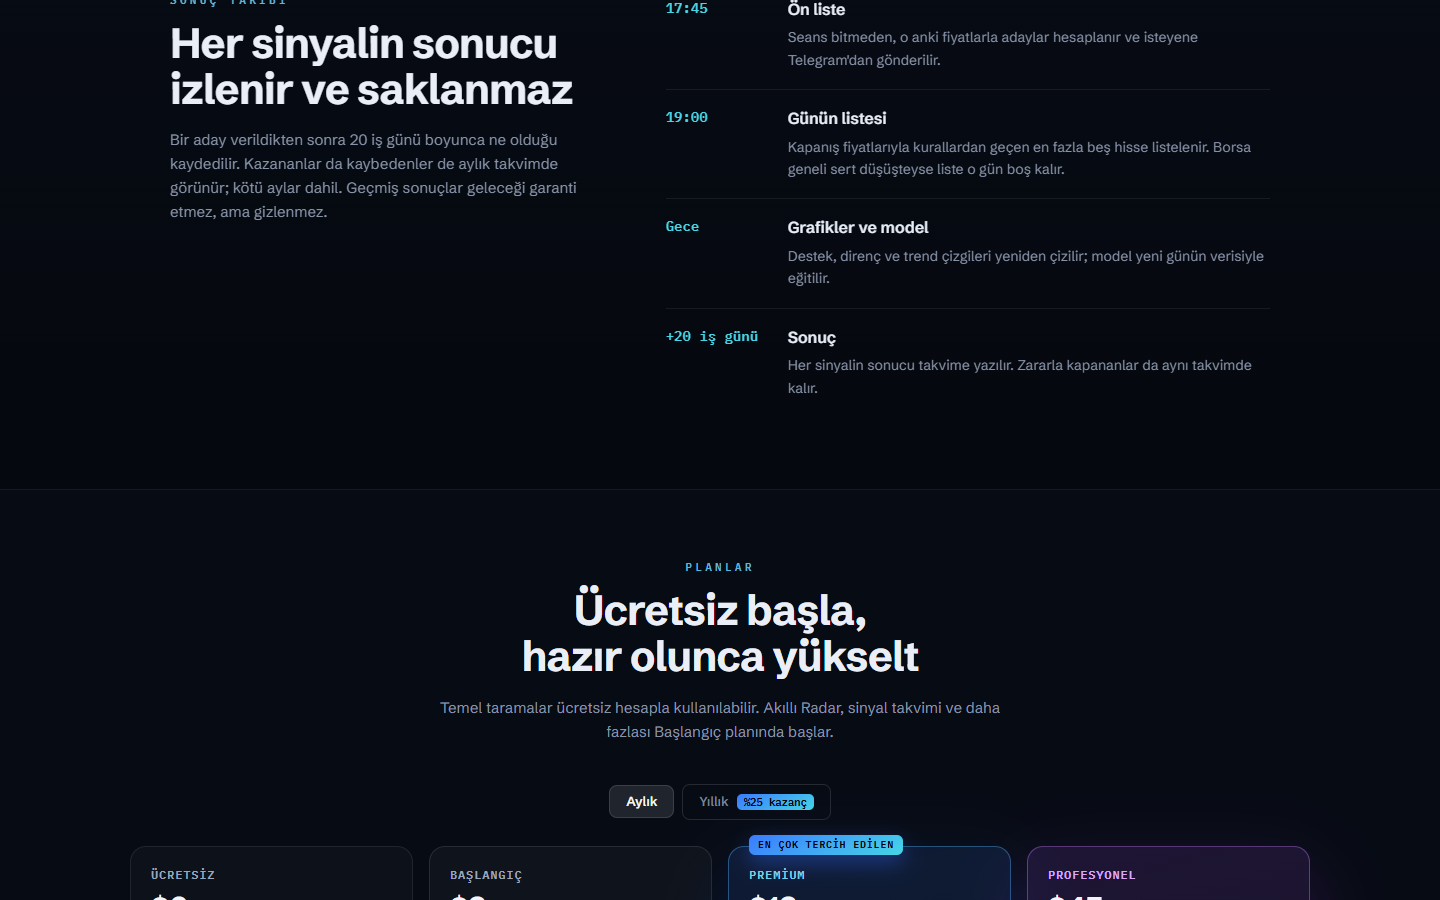 Her sinyalin sonucu
izlenir ve saklanmaz
Bir aday verildikten sonra 20 iş günü boyunca ne olduğu
kaydedilir. Kazananlar da kaybedenler de aylık takvimde
görünür; kötü aylar dahil. Geçmiş sonuçlar geleceği garanti
etmez, ama gizlenmez.
17:45
Ön liste
Seans bitmeden, o anki fiyatlarla adaylar hesaplanır ve isteyene
Telegram'dan gönderilir.
19:00
Günün listesi
Kapanış fiyatlarıyla kurallardan geçen en fazla beş hisse listelenir. Borsa
geneli sert düşüşteyse liste o gün boş kalır.
Gece
Grafikler ve model
Destek, direnç ve trend çizgileri yeniden çizilir; model yeni günün verisiyle
eğitilir.
+20 iş günü
Sonuç
Her sinyalin sonucu takvime yazılır. Zararla kapananlar da aynı takvimde
kalır.
PLANLAR
Ücretsiz başla,
hazır olunca yükselt
Temel taramalar ücretsiz hesapla kullanılabilir. Akıllı Radar, sinyal takvimi ve daha
fazlası Başlangıç planında başlar.
Aylık
Yıllık %25 kazanç
ÜCRETSİZ
BAŞLANGIÇ
EN ÇOK TERCİH EDİLEN
PREMİUM
PROFESYONEL